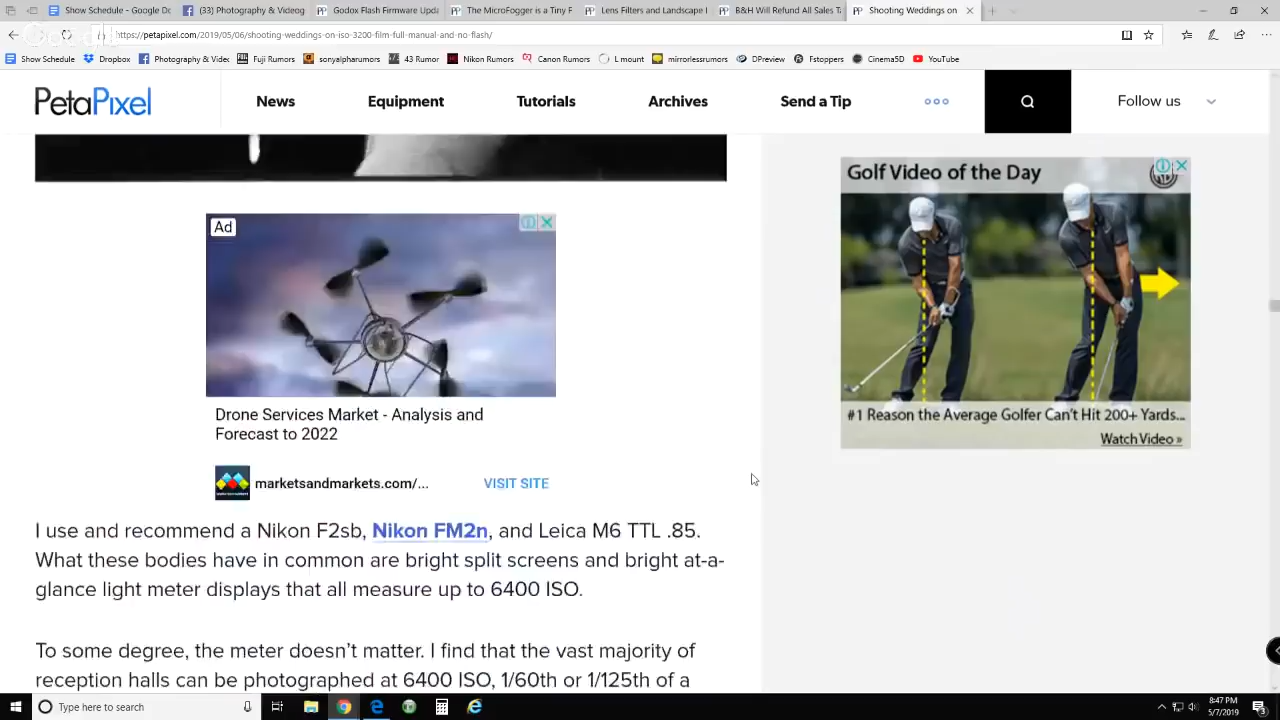 Show Schedule - Google Do
(33) Photography & Videog
Godox Flash Firmware Upda
The MicroFogger is a Tiny F
Lens Filters and Landscape I
B&H Will Refund All Sales Ta
Shooting Weddings on
https://petapixel.com/2019/05/06/shooting-weddings-on-iso-3200-film-full-manual-and-no-flash/
Show Schedule Dropbox Photography & Vide Fuji Rumors sonyalpharumors 43 Rumor Nikon Rumors Canon Rumors L mount mirrorlessrumors DPreview Fstoppers Cinema5D YouTube
PetaPixel News Equipment Tutorials Archives Send a Tip Follow us
Ad
Drone Services Market - Analysis and
Forecast to 2022
marketsandmarkets.com/... VISIT SITE
Golf Video of the Day
#1 Reason the Average Golfer Can't Hit 200+ Yards...
Watch Video »
I use and recommend a Nikon F2sb, Nikon FM2n, and Leica M6 TTL .85.
What these bodies have in common are bright split screens and bright at-a-
glance light meter displays that all measure up to 6400 ISO.
To some degree, the meter doesn't matter. I find that the vast majority of
reception halls can be photographed at 6400 ISO, 1/60th or 1/125th of a
Type here to search
8:47 PM
5/7/2019